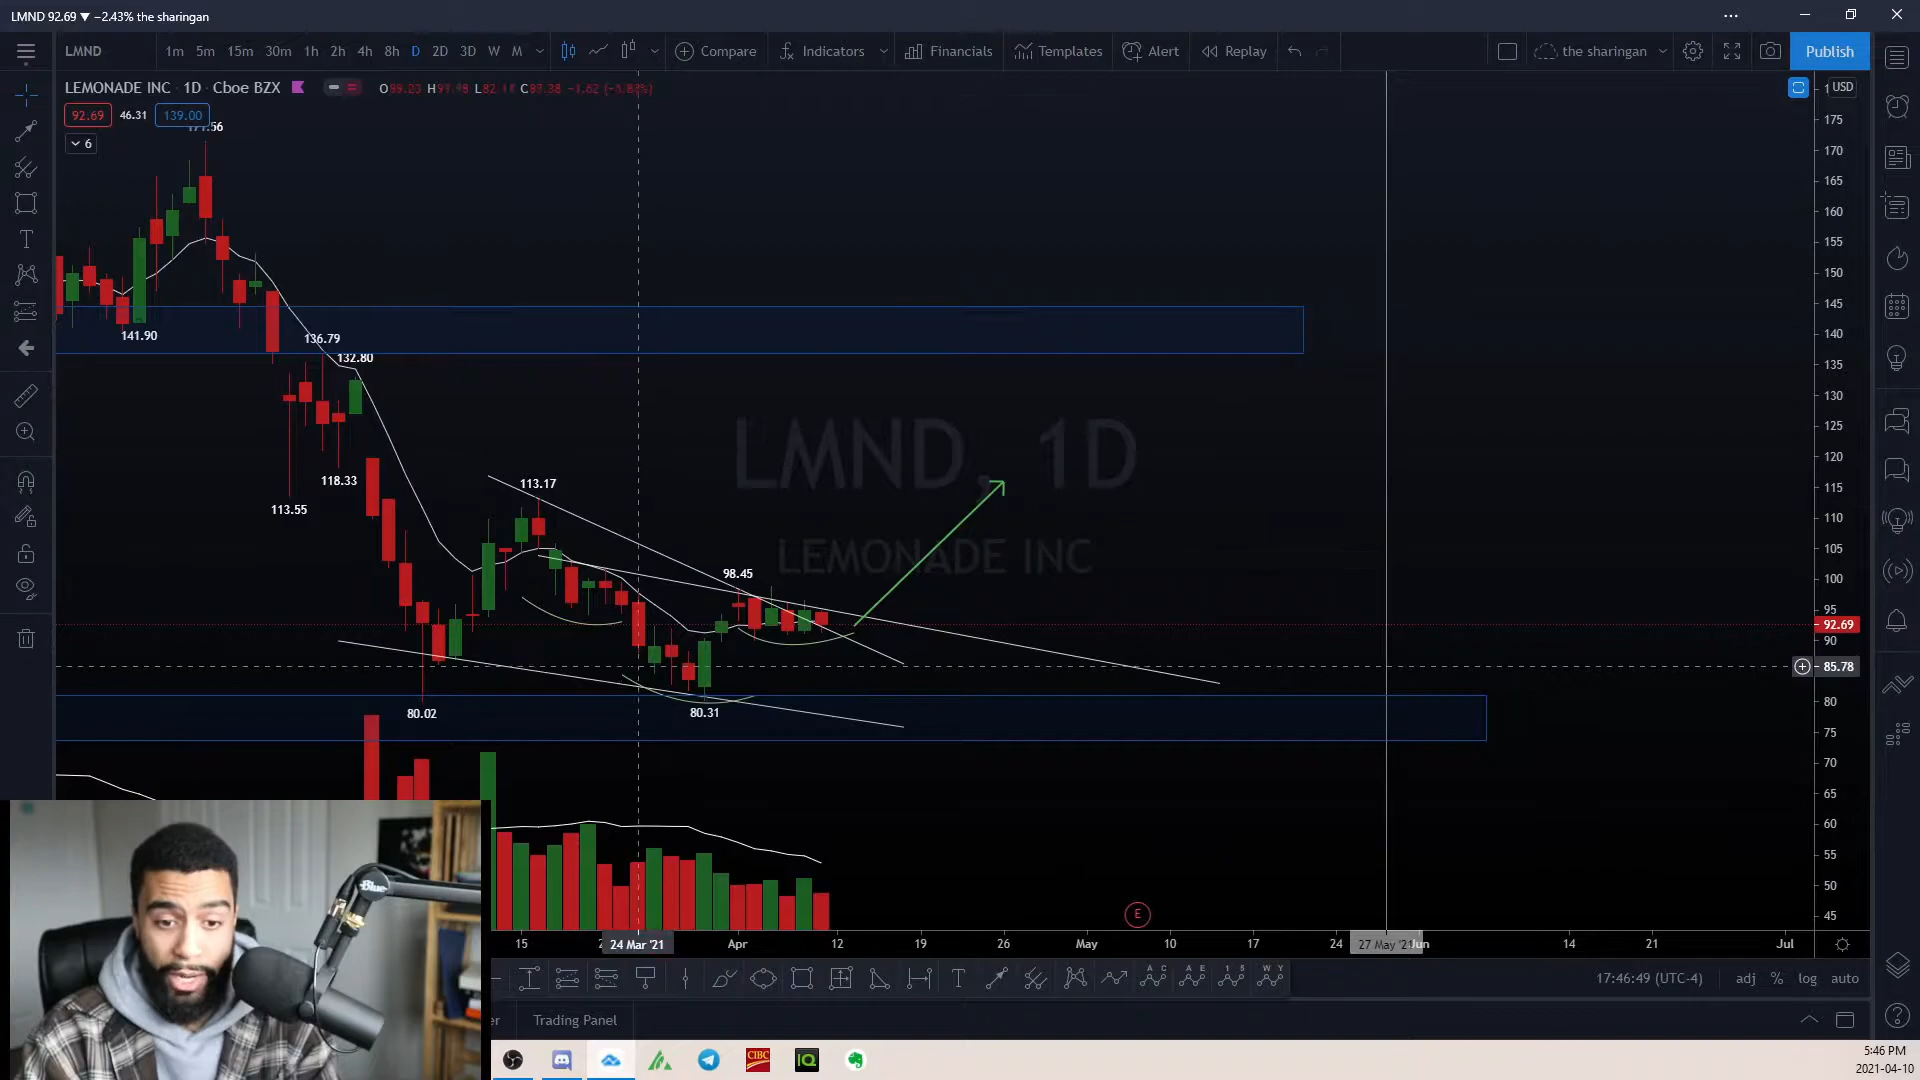 LMND 92.69 ▼ −2.43% the sharingan
LMND 1m 5m 15m 30m 1h 2h 4h 8h D 2D 3D W M Compare Indicators Financials Templates Alert Replay the sharingan Publish
LEMONADE INC · 1D · Cboe BZX
92.69 46.31 139.00
6
USD
175
170
165
160
155
150
145
140
135
130
125
120
115
110
105
100
95
92.69
90
85.78
80
75
70
65
60
55
50
45
141.90
136.79
132.80
118.33
113.55
113.17
98.45
80.02
80.31
LMND, 1D
LEMONADE INC
E
15 24 Mar '21 Apr 12 19 26 May 10 17 24 27 May '21 Jun 14 21 Jul
A C A E 1 5 W Y
17:46:49 (UTC-4) adj % log auto
Trading Panel
Blue
CIBC
IQ
5:46 PM
2021-04-10